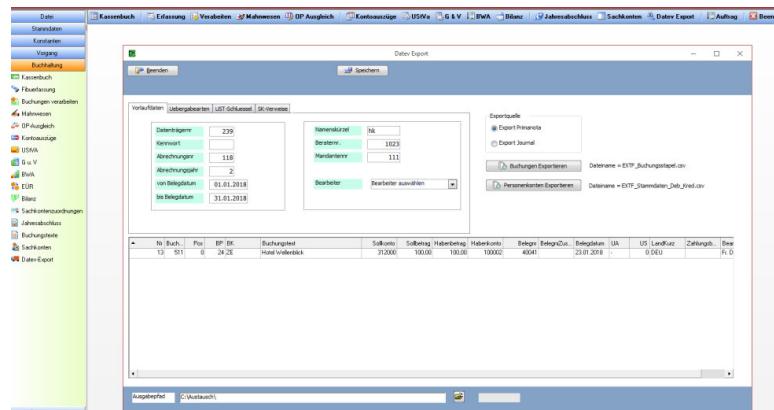 Datei
Kassenbuch Erfassung Verabeiten Mahnwesen OP Ausgleich Kontoauszüge UStVa G & V BWA Bilanz Jahresabschluss Sachkonten Datev Export Auftrag Been
Stammdaten
Konstanten
Vorgang
Buchhaltung
Kassenbuch
Fibuerfassung
Buchungen verarbeiten
Mahnwesen
OP-Ausgleich
Kontoauszüge
UStVA
G u. V
BWA
EÜR
Bilanz
Sachkontenzuordnungen
Jahresabschluss
Buchungstexte
Sachkonten
Datev-Export
Datev Export
Beenden
Speichern
Vorlaufdaten Uebergabearten UST-Schluessel SK-Verweise
Datenträgernr 239
Kennwort
Abrechnungsnr 118
Abrechnungsjahr 2
von Belegdatum 01.01.2018
bis Belegdatum 31.01.2018
Namenskürzel hk
Beraternr. 1023
Mandantennr 111
Bearbeiter Bearbeiter auswählen
Exportquelle
Export Primanota
Export Journal
Buchungen Exportieren Dateiname = EXTF_Buchungsstapel.csv
Personenkonten Exportieren Dateiname = EXTF_Stammdaten_Deb_Kred.csv
Nr Buch... Pos BP BK Buchungstext Sollkonto Sollbetrag Habenbetrag Habenkonto Belegnr BelegnrZus... Belegdatum UA US LandKurz Zahlungsb... Bear
13 511 0 24 ZE Hotel Wellenblick 312000 100,00 100,00 100002 40041 23.01.2018 - 0 DEU Fr. D
Ausgabepfad C:\Austausch\